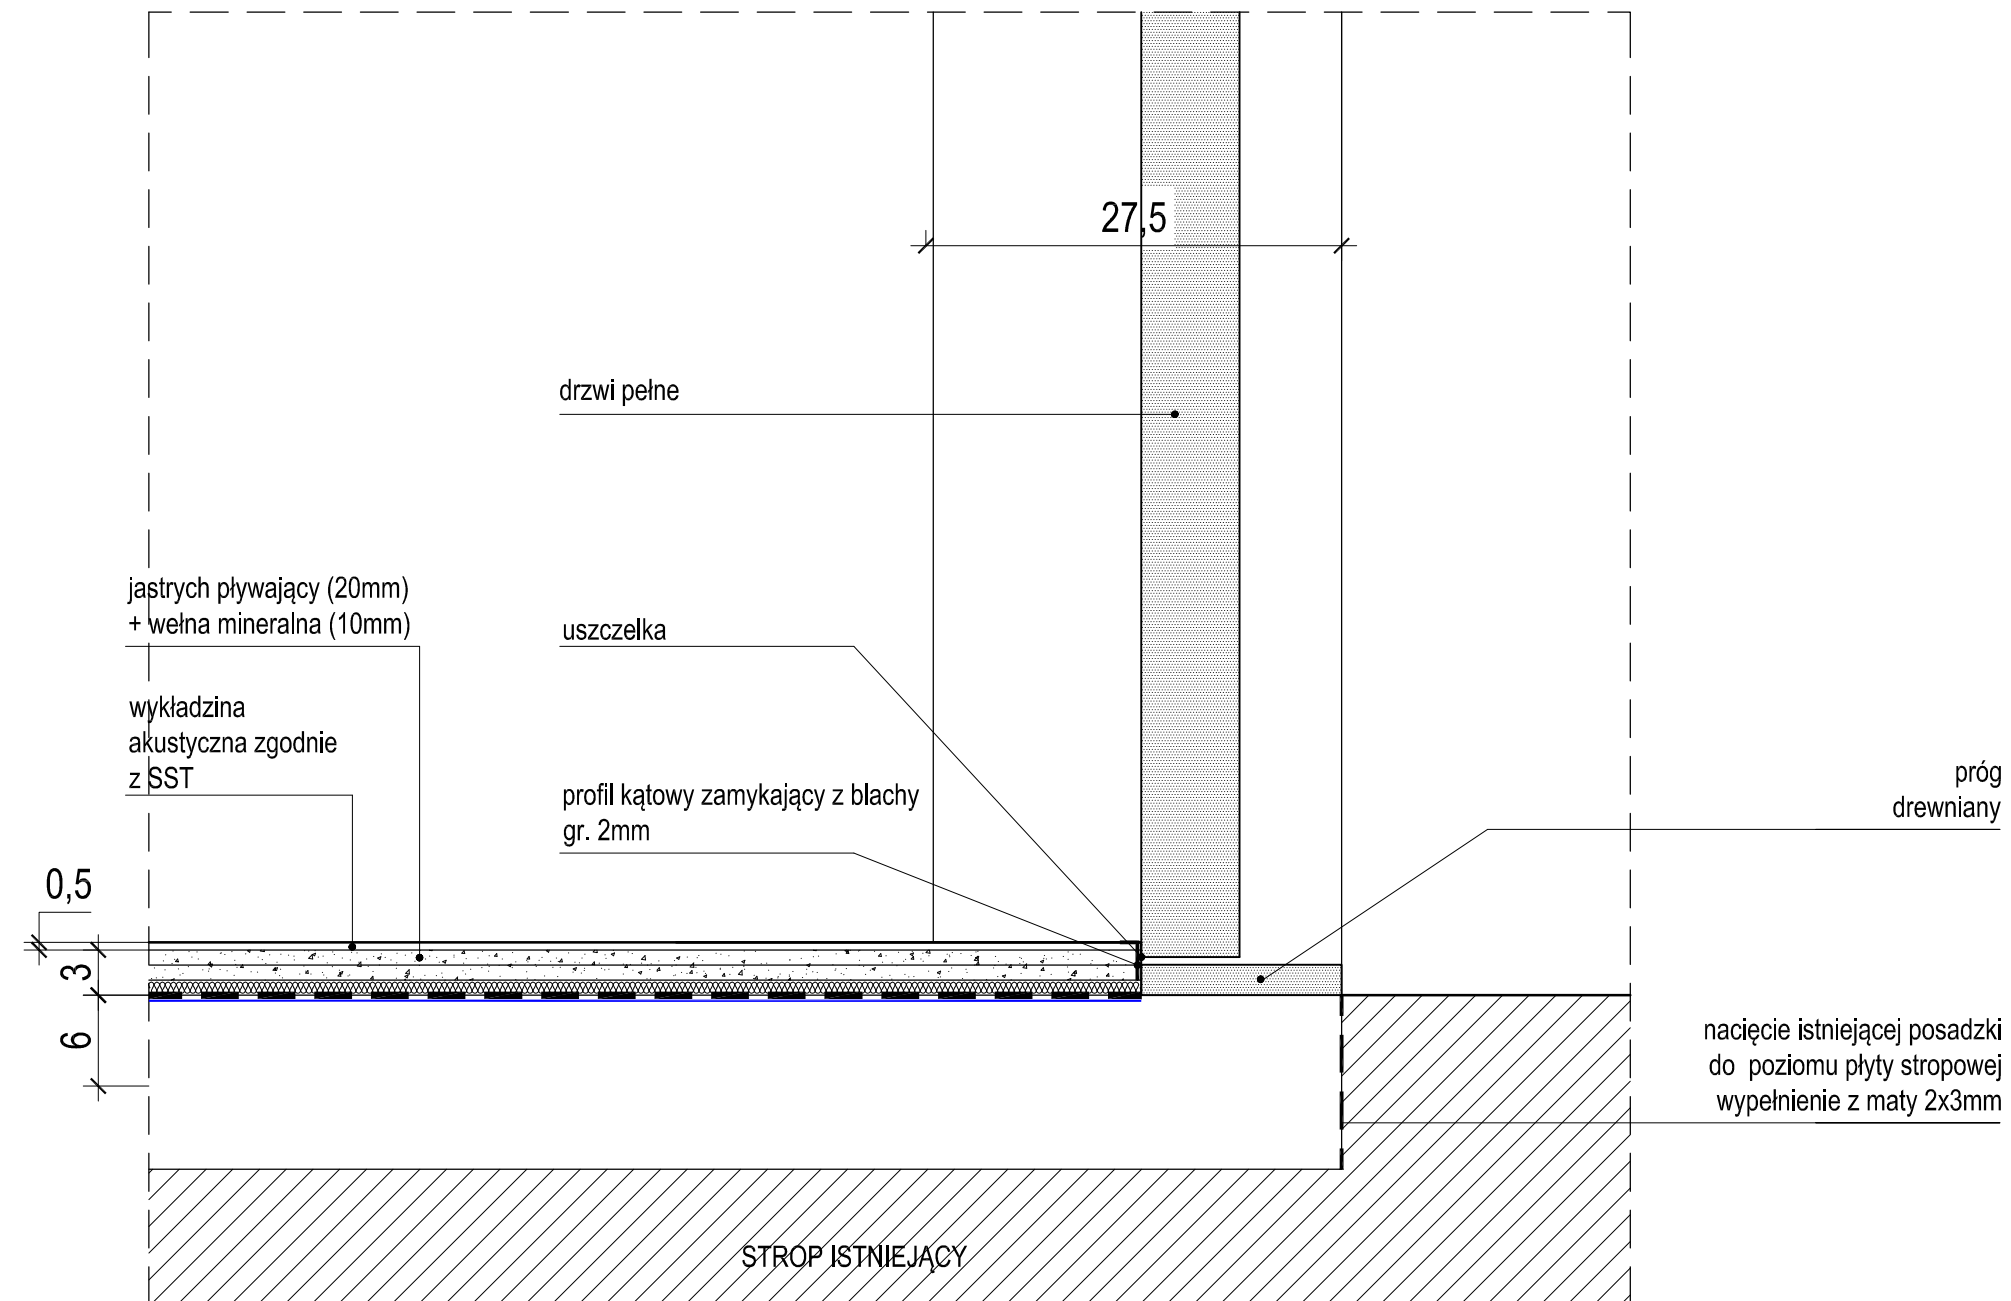 27,5
drzwi pełne
jastrych pływający (20mm)
+ wełna mineralna (10mm)
uszczelka
wykładzina
akustyczna zgodnie
z SST
profil kątowy zamykający z blachy
gr. 2mm
próg
drewniany
0,5
3
6
nacięcie istniejącej posadzki
do poziomu płyty stropowej
wypełnienie z maty 2x3mm
STROP ISTNIEJĄCY